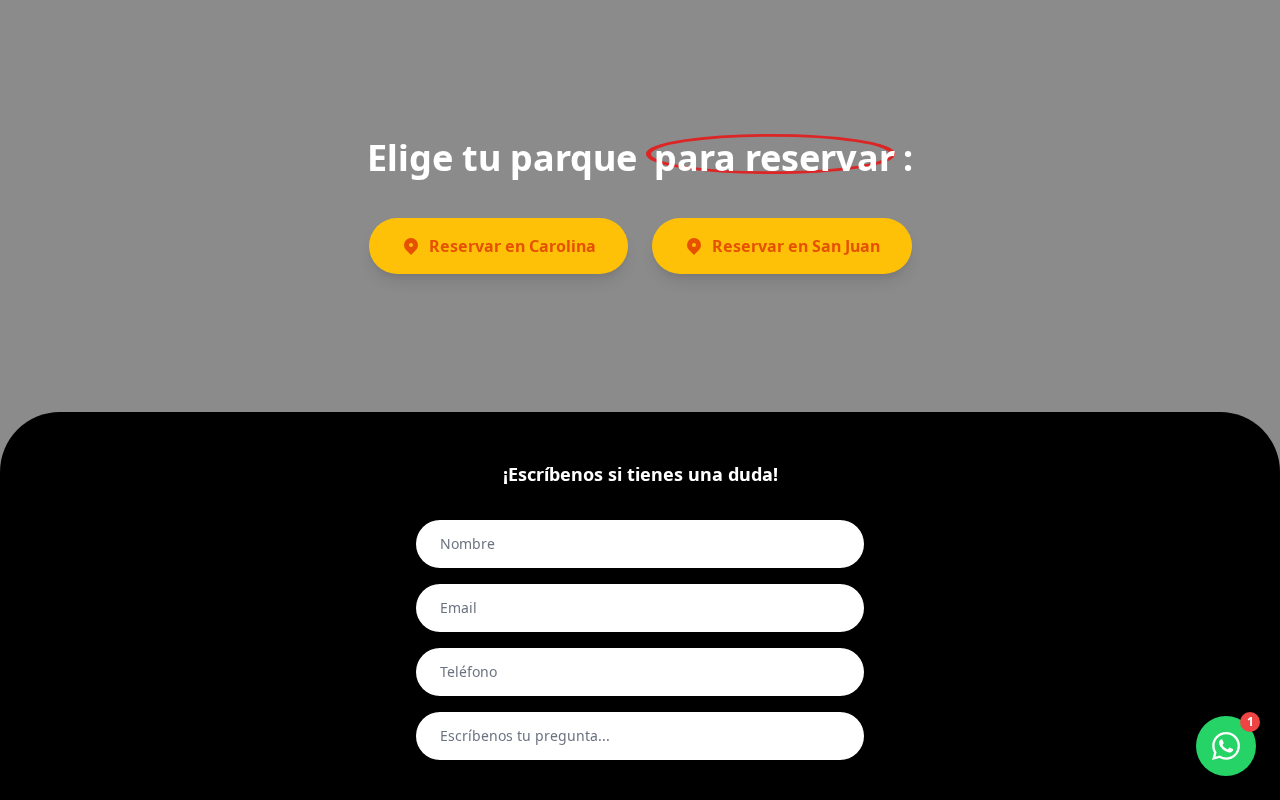 Elige tu parque para reservar :
Reservar en Carolina
Reservar en San Juan
¡Escríbenos si tienes una duda!
Nombre
Email
Teléfono
Escríbenos tu pregunta...
1